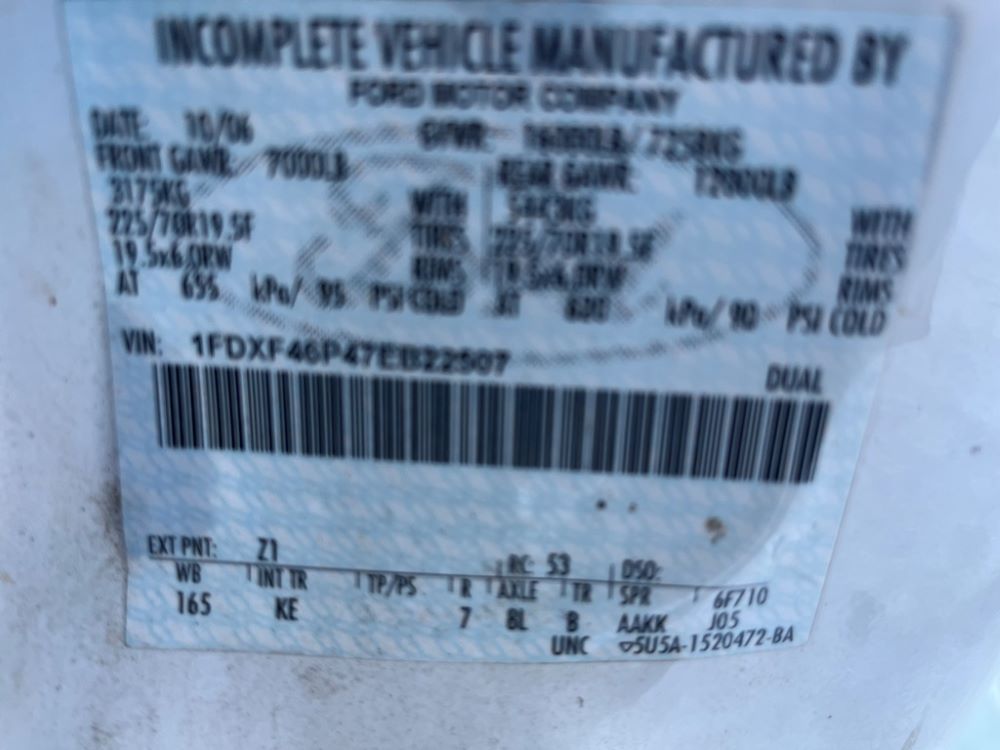 INCOMPLETE VEHICLE MANUFACTURED BY
FORD MOTOR COMPANY
DATE: 10/06 GVWR: 16000LB/ 7258KG
FRONT GAWR: 7000LB REAR GAWR: 12000LB
3175KG WITH 5443KG WITH
225/70R19.5F TIRES 225/70R19.5F TIRES
19.5x6.0RW RIMS 19.5x6.0RW RIMS
AT 655 kPa/ 95 PSI COLD AT 620 kPa/ 90 PSI COLD
VIN: 1FDXF46P47EB22507
DUAL
EXT PNT: Z1 RC: 53 DSO:
WB INT TR TP/PS R AXLE TR SPR 6F710
165 KE 7 8L B AAKK J05
UNC 5U5A-1520472-BA